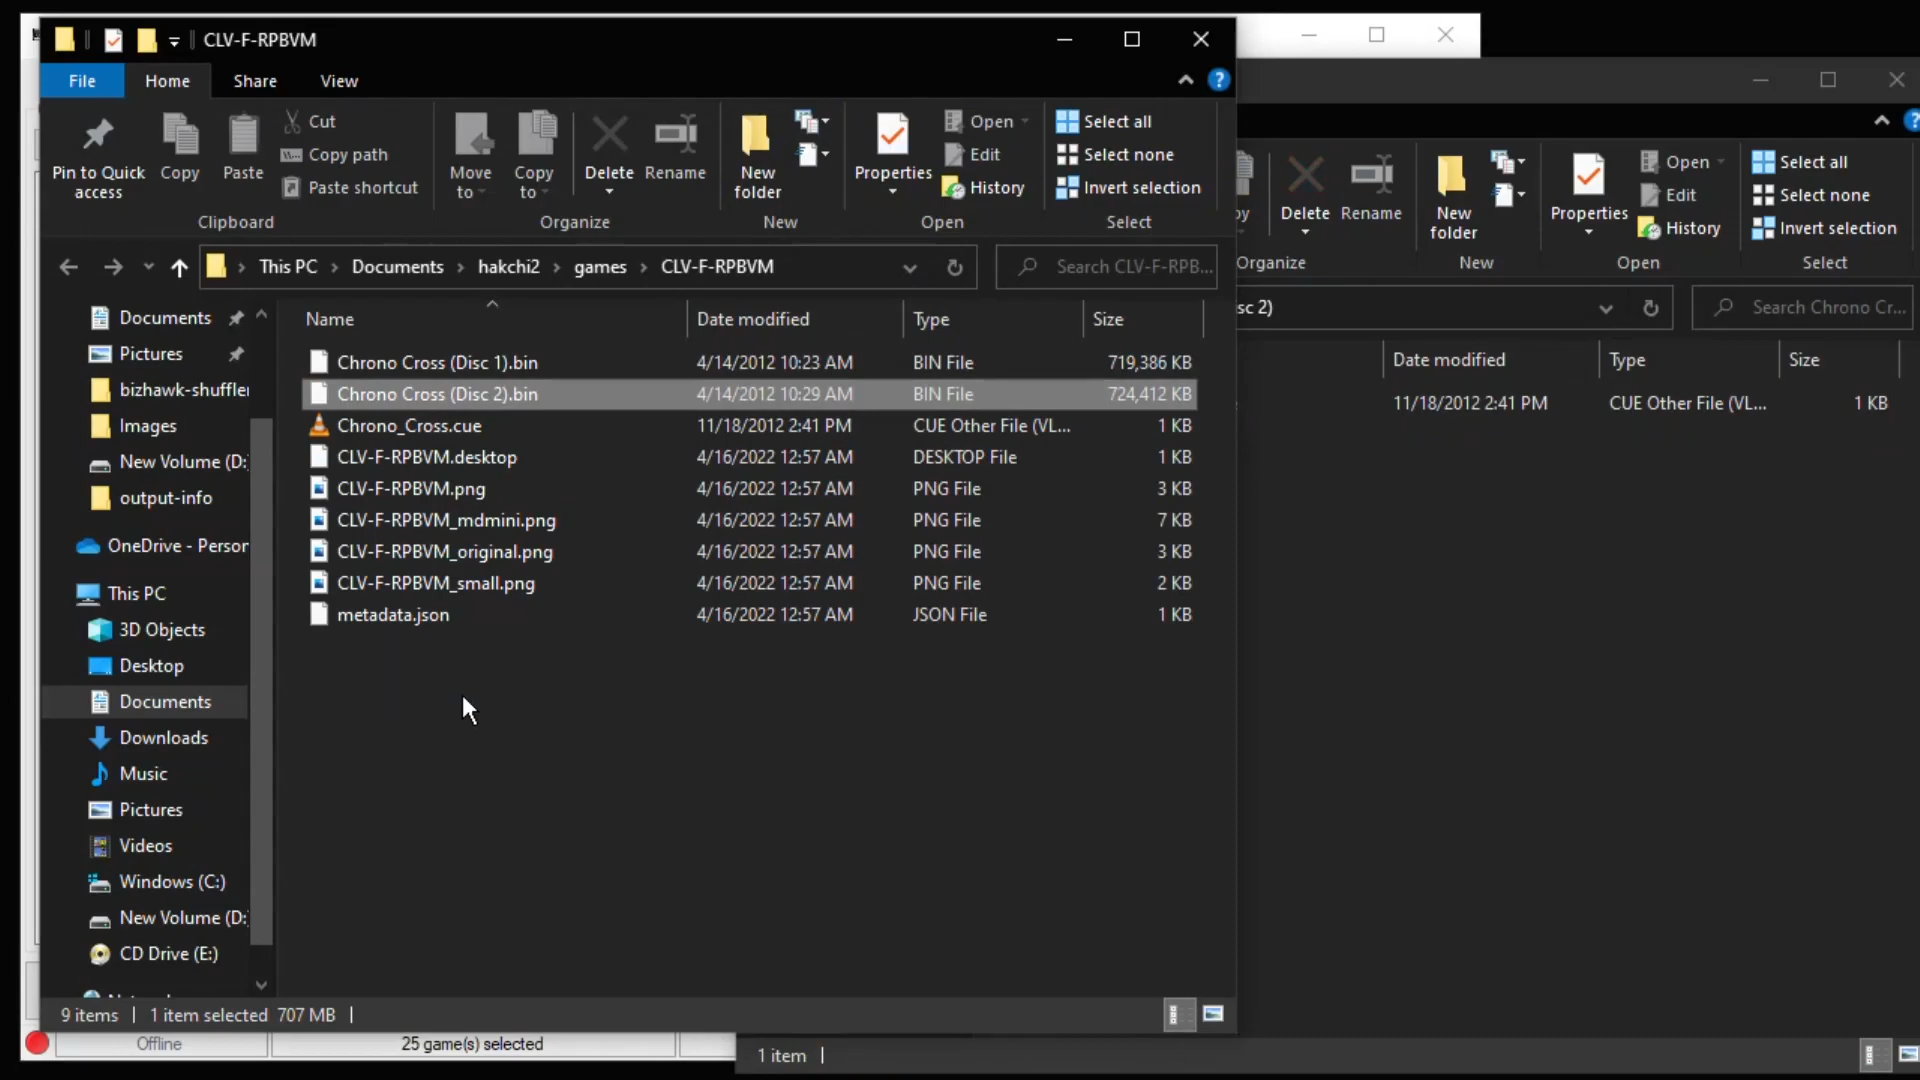 CLV-F-RPBVM
File
Home
Share
View
Pin to Quick access
Copy
Paste
Cut
Copy path
Paste shortcut
Clipboard
Move to
Copy to
Delete
Rename
Organize
New folder
New
Properties
Open
Edit
History
Open
Select all
Select none
Invert selection
Select
Delete
Rename
Organize
New folder
New
Properties
Open
Edit
History
Open
Select all
Select none
Invert selection
Select
This PC > Documents > hakchi2 > games > CLV-F-RPBVM
Search CLV-F-RPB...
sc 2)
Search Chrono Cr...
Documents
Pictures
bizhawk-shuffler
Images
New Volume (D:
output-info
OneDrive - Person
This PC
3D Objects
Desktop
Documents
Downloads
Music
Pictures
Videos
Windows (C:)
New Volume (D:
CD Drive (E:)
Name Date modified Type Size
Chrono Cross (Disc 1).bin 4/14/2012 10:23 AM BIN File 719,386 KB
Chrono Cross (Disc 2).bin 4/14/2012 10:29 AM BIN File 724,412 KB
Chrono_Cross.cue 11/18/2012 2:41 PM CUE Other File (VL... 1 KB
CLV-F-RPBVM.desktop 4/16/2022 12:57 AM DESKTOP File 1 KB
CLV-F-RPBVM.png 4/16/2022 12:57 AM PNG File 3 KB
CLV-F-RPBVM_mdmini.png 4/16/2022 12:57 AM PNG File 7 KB
CLV-F-RPBVM_original.png 4/16/2022 12:57 AM PNG File 3 KB
CLV-F-RPBVM_small.png 4/16/2022 12:57 AM PNG File 2 KB
metadata.json 4/16/2022 12:57 AM JSON File 1 KB
Date modified Type Size
11/18/2012 2:41 PM CUE Other File (VL... 1 KB
9 items | 1 item selected 707 MB |
Offline
25 game(s) selected
1 item |